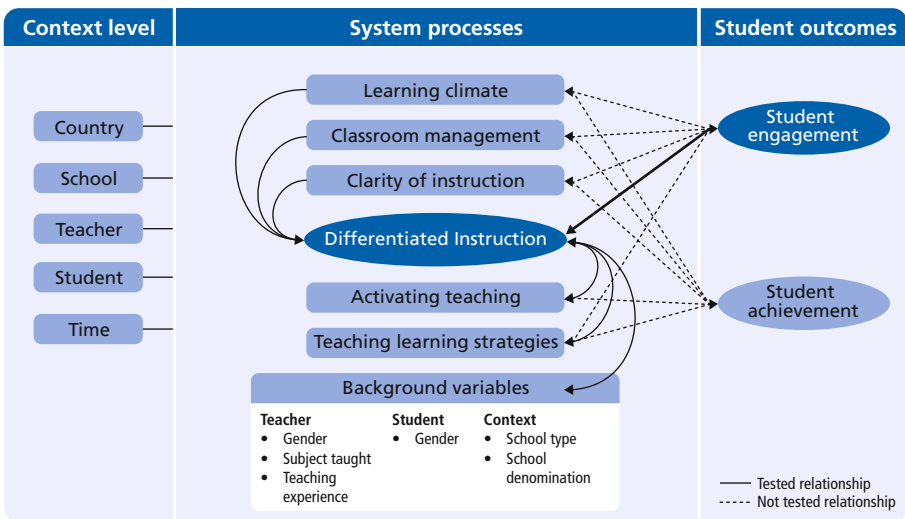 Context level
System processes
Student outcomes
Country
School
Teacher
Student
Time
Learning climate
Classroom management
Clarity of instruction
Differentiated Instruction
Activating teaching
Teaching learning strategies
Background variables
Teacher
• Gender
• Subject taught
• Teaching
experience
Student
• Gender
Context
• School type
• School
denomination
Student
engagement
Student
achievement
Tested relationship
Not tested relationship